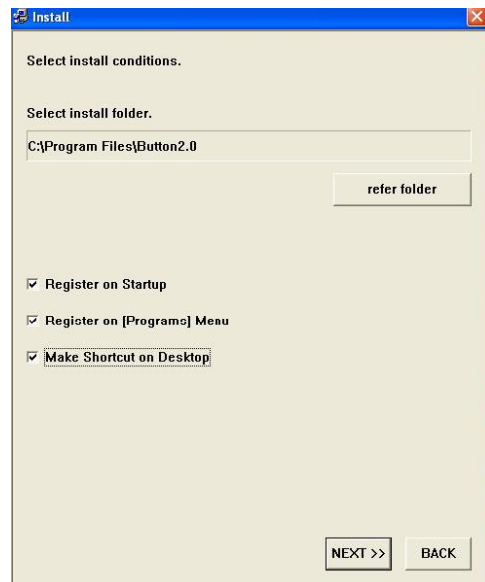 Install
Select install conditions.
Select install folder.
C:\Program Files\Button2.0
refer folder
Register on Startup
Register on [Programs] Menu
Make Shortcut on Desktop
NEXT >> BACK